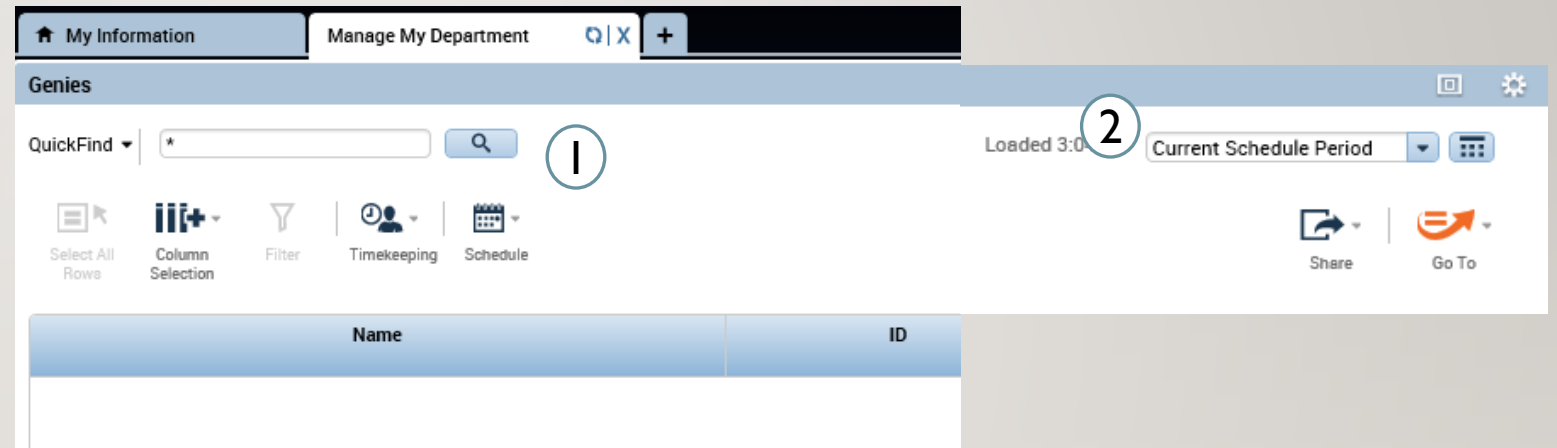 My Information
Manage My Department
X
+
Genies
QuickFind
*
1
Loaded 3:0
2
Current Schedule Period
Select All
Rows
Column
Selection
Filter
Timekeeping
Schedule
Share
Go To
Name
ID